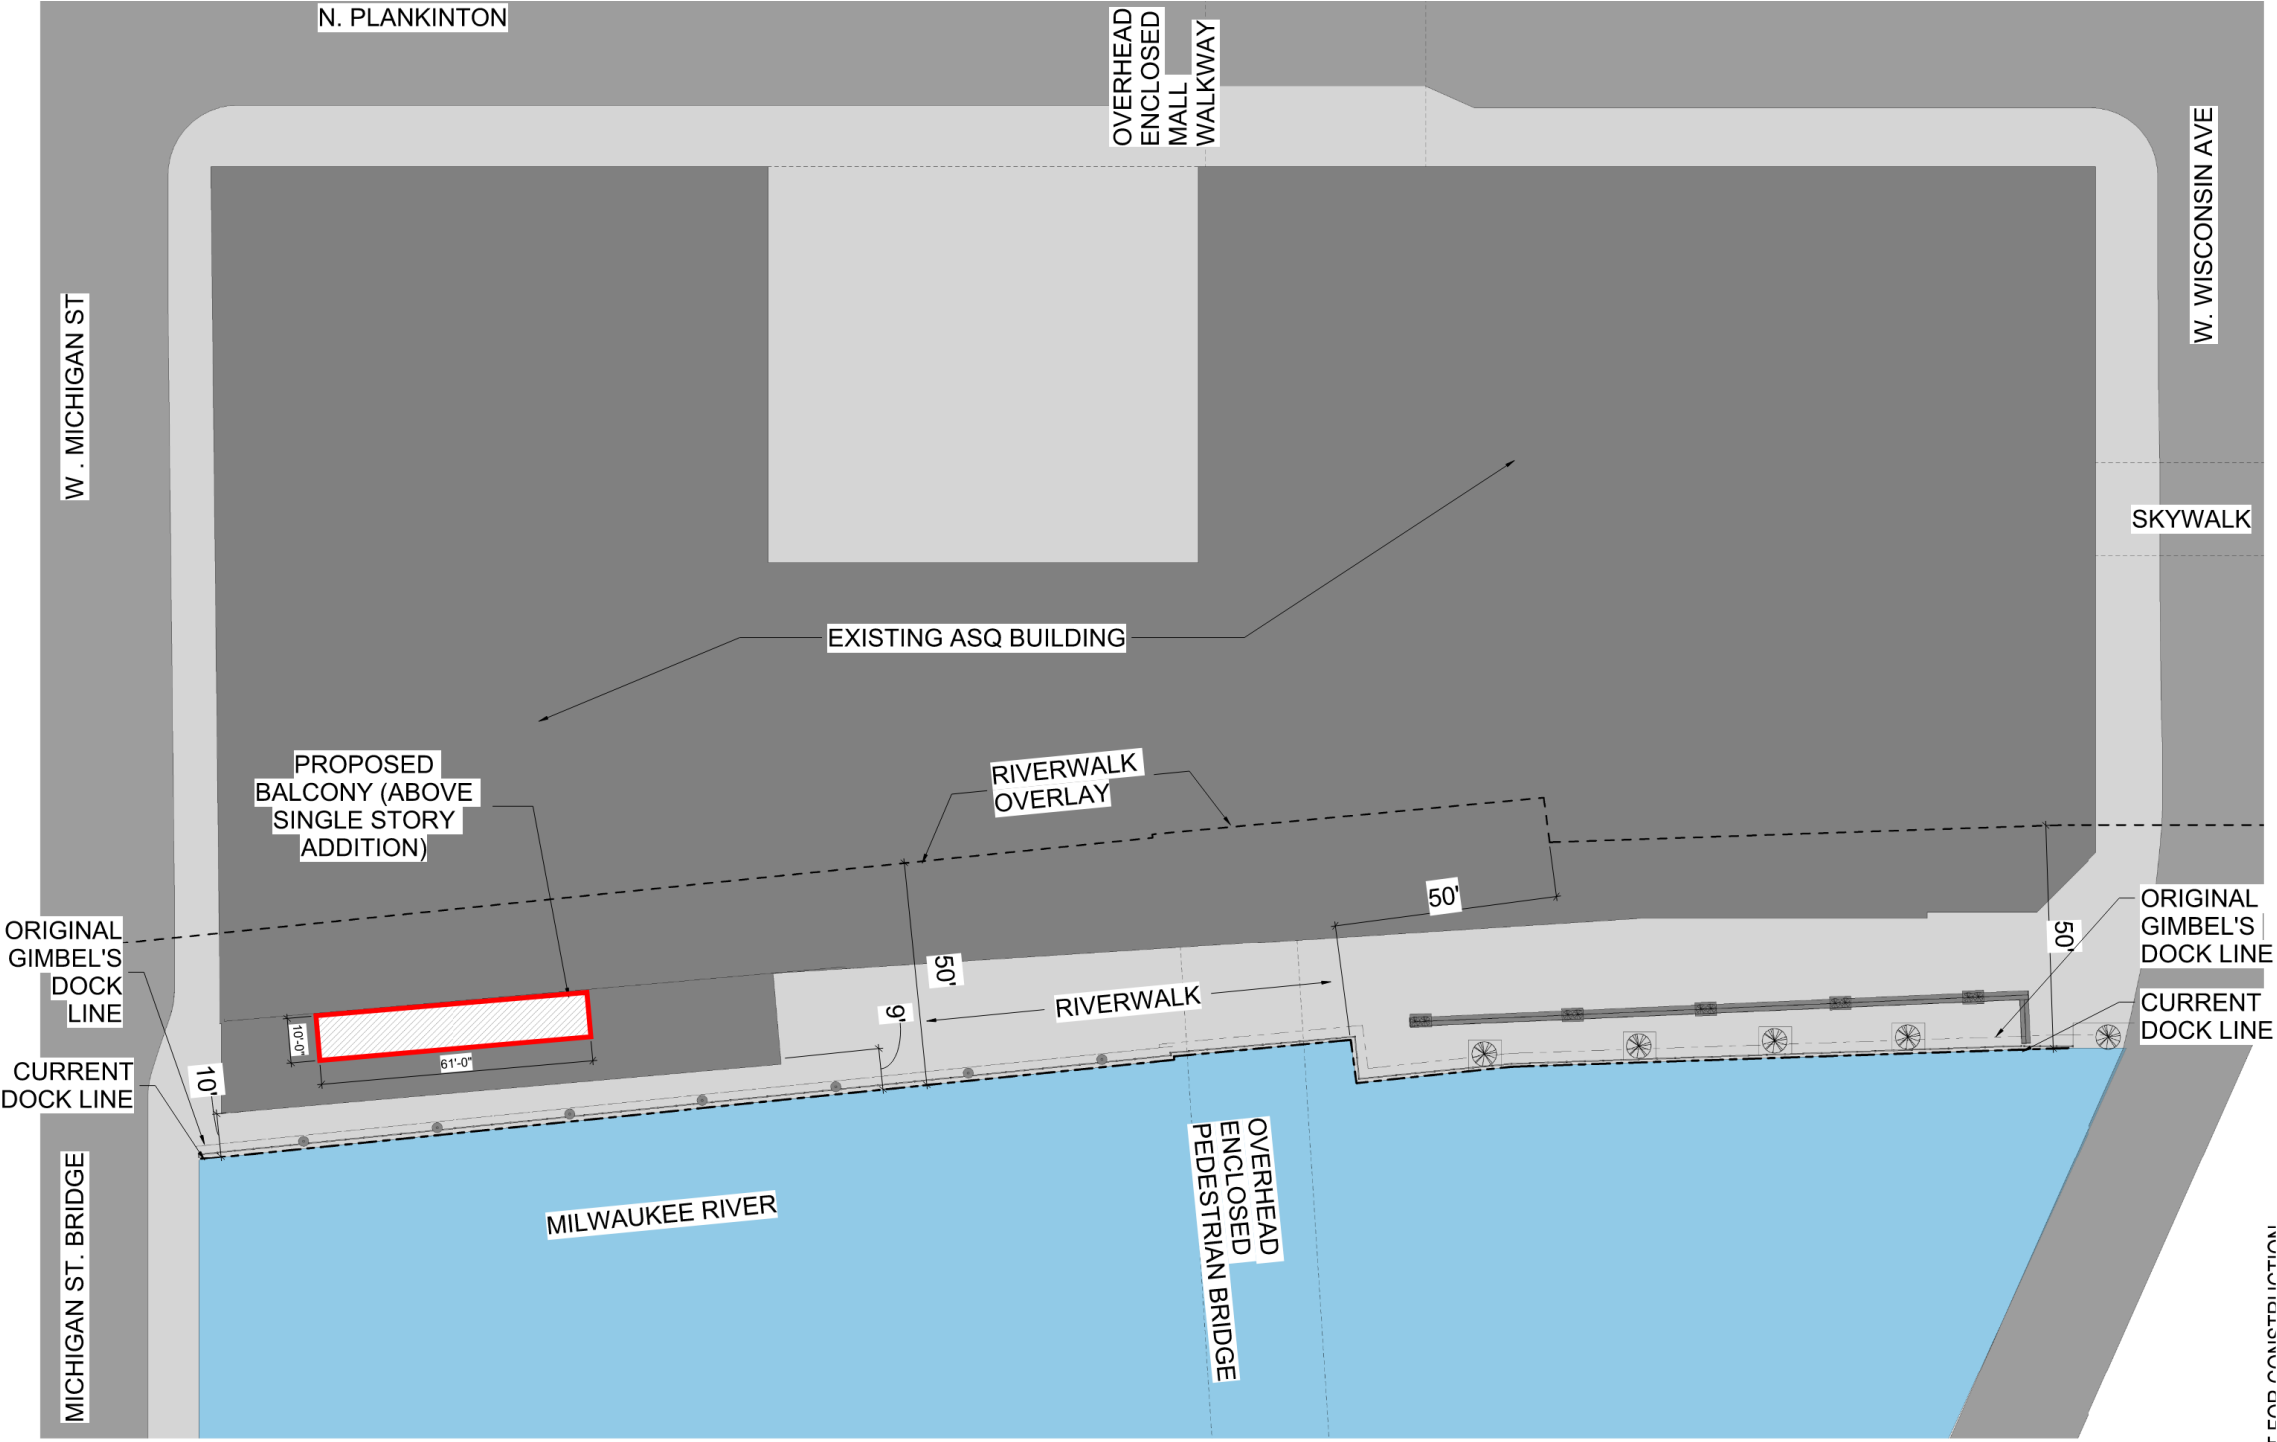 N. PLANKINTON
OVERHEAD
ENCLOSED
MALL
WALKWAY
W. WISCONSIN AVE
W . MICHIGAN ST
SKYWALK
EXISTING ASQ BUILDING
PROPOSED
BALCONY (ABOVE
SINGLE STORY
ADDITION)
RIVERWALK
OVERLAY
50'
ORIGINAL
GIMBEL'S
DOCK
LINE
ORIGINAL
GIMBEL'S
DOCK LINE
50'
50'
RIVERWALK
9'
10'-0"
61'-0"
CURRENT
DOCK LINE
CURRENT
DOCK LINE
10'
MILWAUKEE RIVER
OVERHEAD
ENCLOSED
PEDESTRIAN BRIDGE
MICHIGAN ST. BRIDGE
FOR CONSTRUCTION